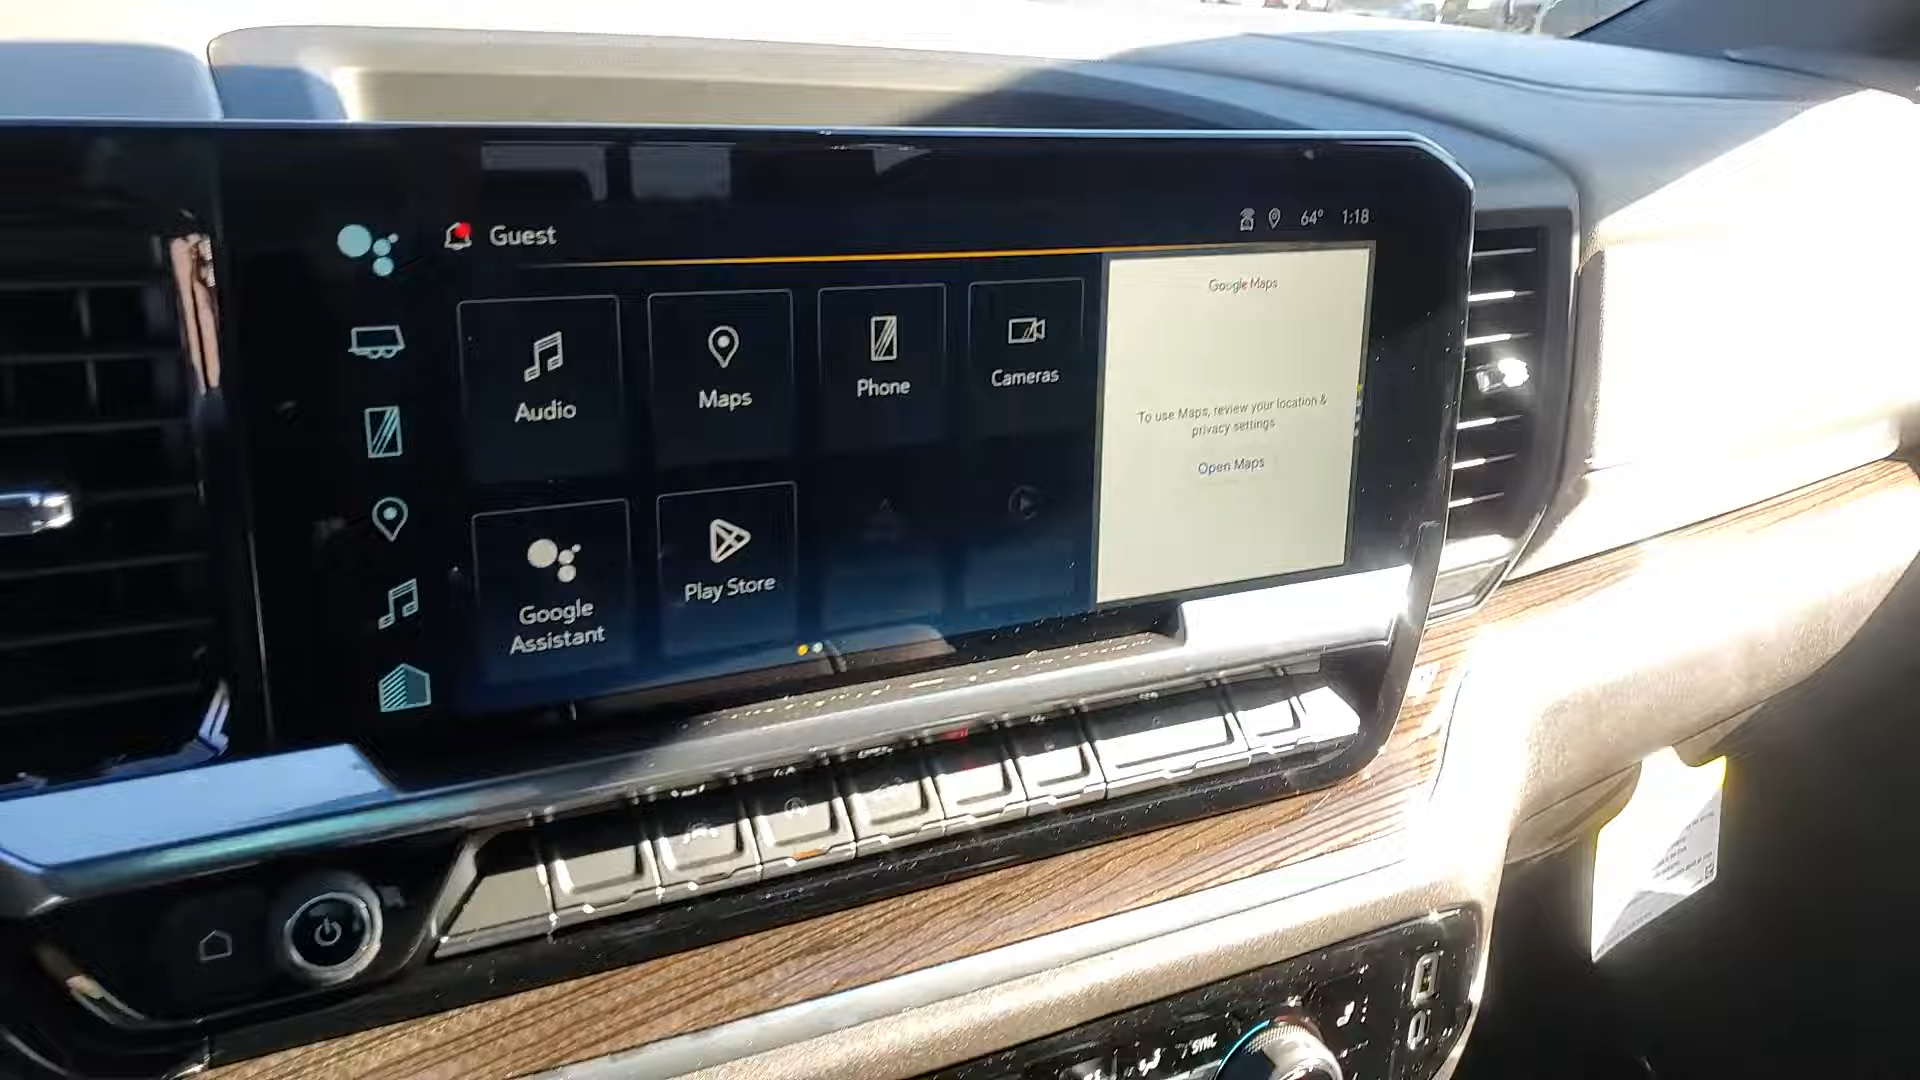 Guest
64° 1:18
Google Maps
Audio
Maps
Phone
Cameras
To use Maps, review your location &
privacy settings
Open Maps
Google
Assistant
Play Store
SYNC